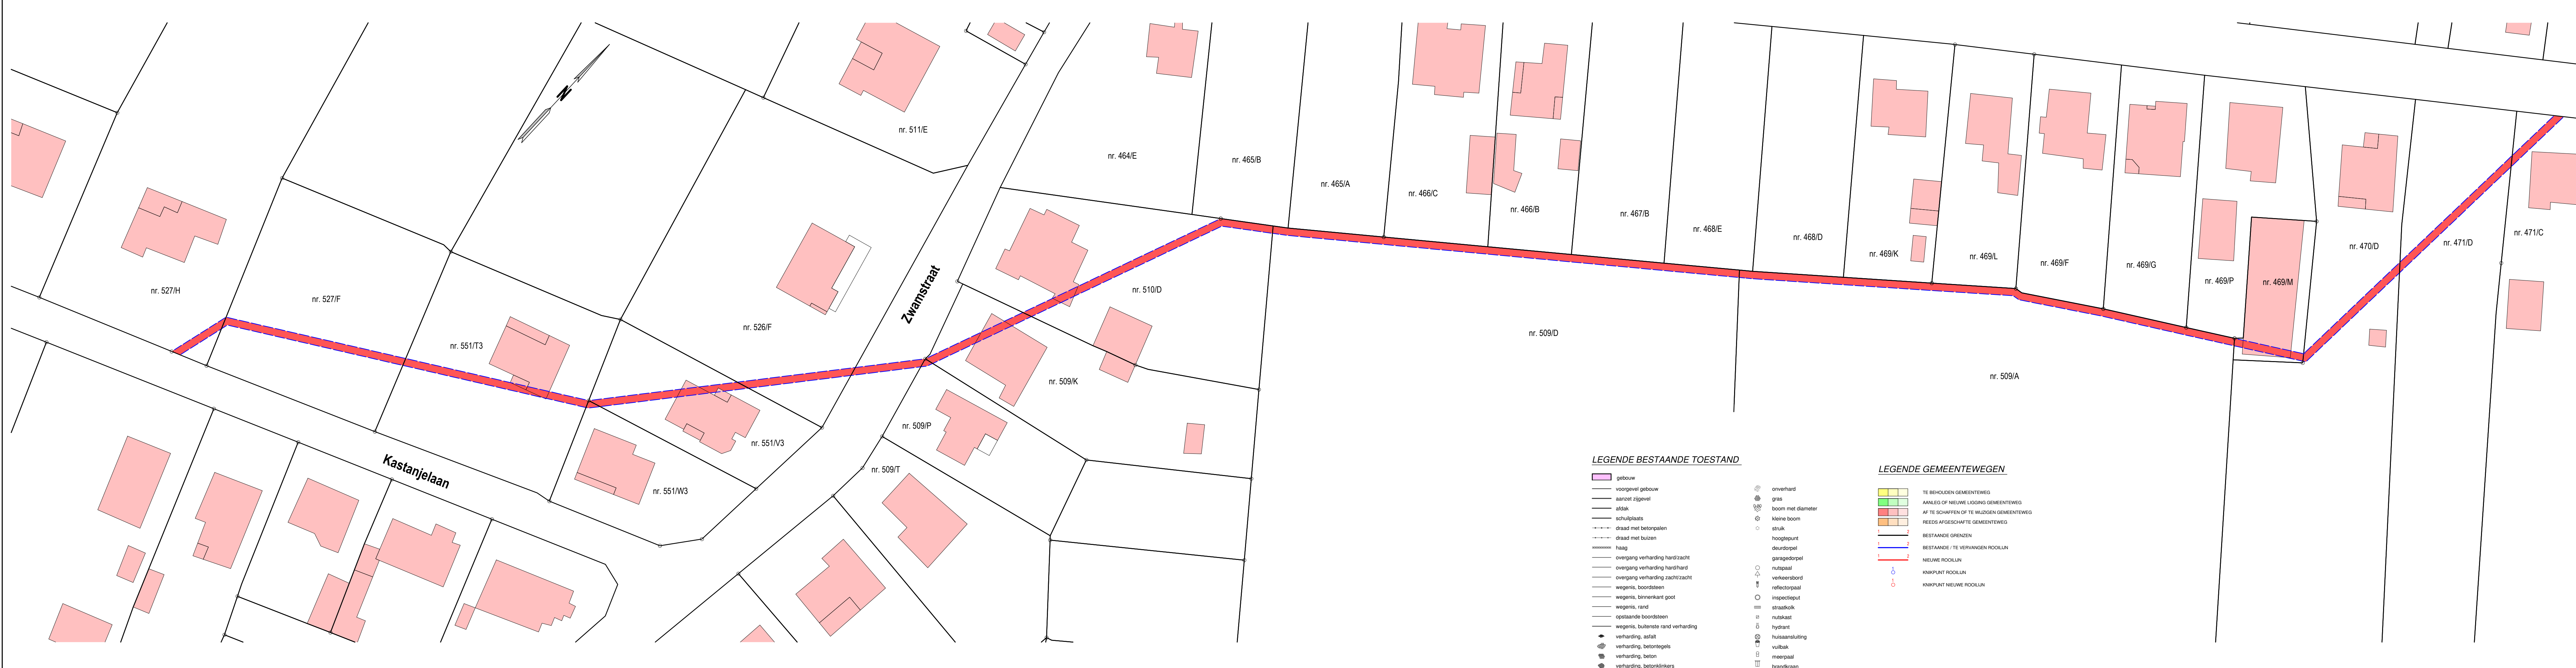 N
nr. 511/E
nr. 464/E
nr. 465/B
nr. 465/A
nr. 466/C
nr. 466/B
nr. 467/B
nr. 468/E
nr. 468/D
nr. 469/K
nr. 469/L
nr. 469/F
nr. 469/G
nr. 469/P
nr. 469/M
nr. 470/D
nr. 471/D
nr. 471/C
nr. 527/H
nr. 527/F
nr. 551/T3
nr. 526/F
Zwamstraat
nr. 510/D
nr. 509/D
nr. 509/A
nr. 509/K
nr. 509/P
nr. 551/V3
nr. 509/T
nr. 551/W3
Kastanjelaan
LEGENDE BESTAANDE TOESTAND
gebouw
voorgevel gebouw
aanzet zijgevel
afdak
schuilplaats
draad met betonpalen
draad met buizen
haag
overgang verharding hard/zacht
overgang verharding hard/hard
overgang verharding zacht/zacht
wegenis, boordsteen
wegenis, binnenkant goot
wegenis, rand
opstaande boordsteen
wegenis, buitenste rand verharding
verharding, asfalt
verharding, betontegels
verharding, beton
verharding, betonklinkers
onverhard
gras
boom met diameter
kleine boom
struik
hoogtepunt
deurdorpel
garagedorpel
nutspaal
verkeersbord
reflectorpaal
inspectieput
straatkolk
nutskast
hydrant
huisaansluiting
vuilbak
meerpaal
brandkraan
LEGENDE GEMEENTEWEGEN
TE BEHOUDEN GEMEENTEWEG
AANLEG OF NIEUWE LIGGING GEMEENTEWEG
AF TE SCHAFFEN OF TE WIJZIGEN GEMEENTEWEG
REEDS AFGESCHAFTE GEMEENTEWEG
BESTAANDE GRENZEN
BESTAANDE / TE VERVANGEN ROOILIJN
NIEUWE ROOILIJN
KNIKPUNT ROOILIJN
KNIKPUNT NIEUWE ROOILIJN